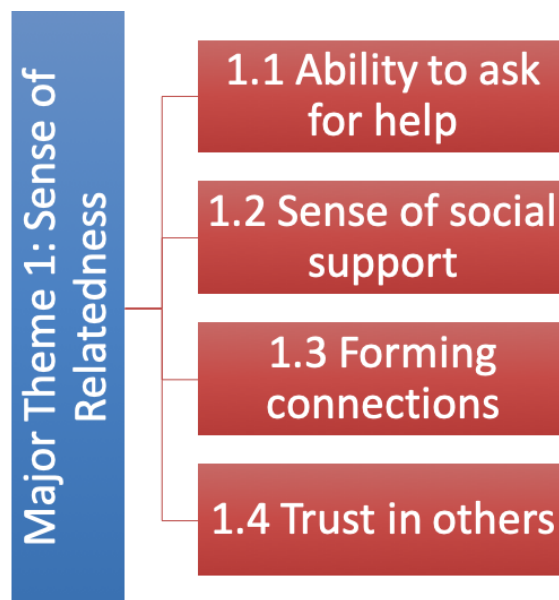 Major Theme 1: Sense of
Relatedness
1.1 Ability to ask
for help
1.2 Sense of social
support
1.3 Forming
connections
1.4 Trust in others